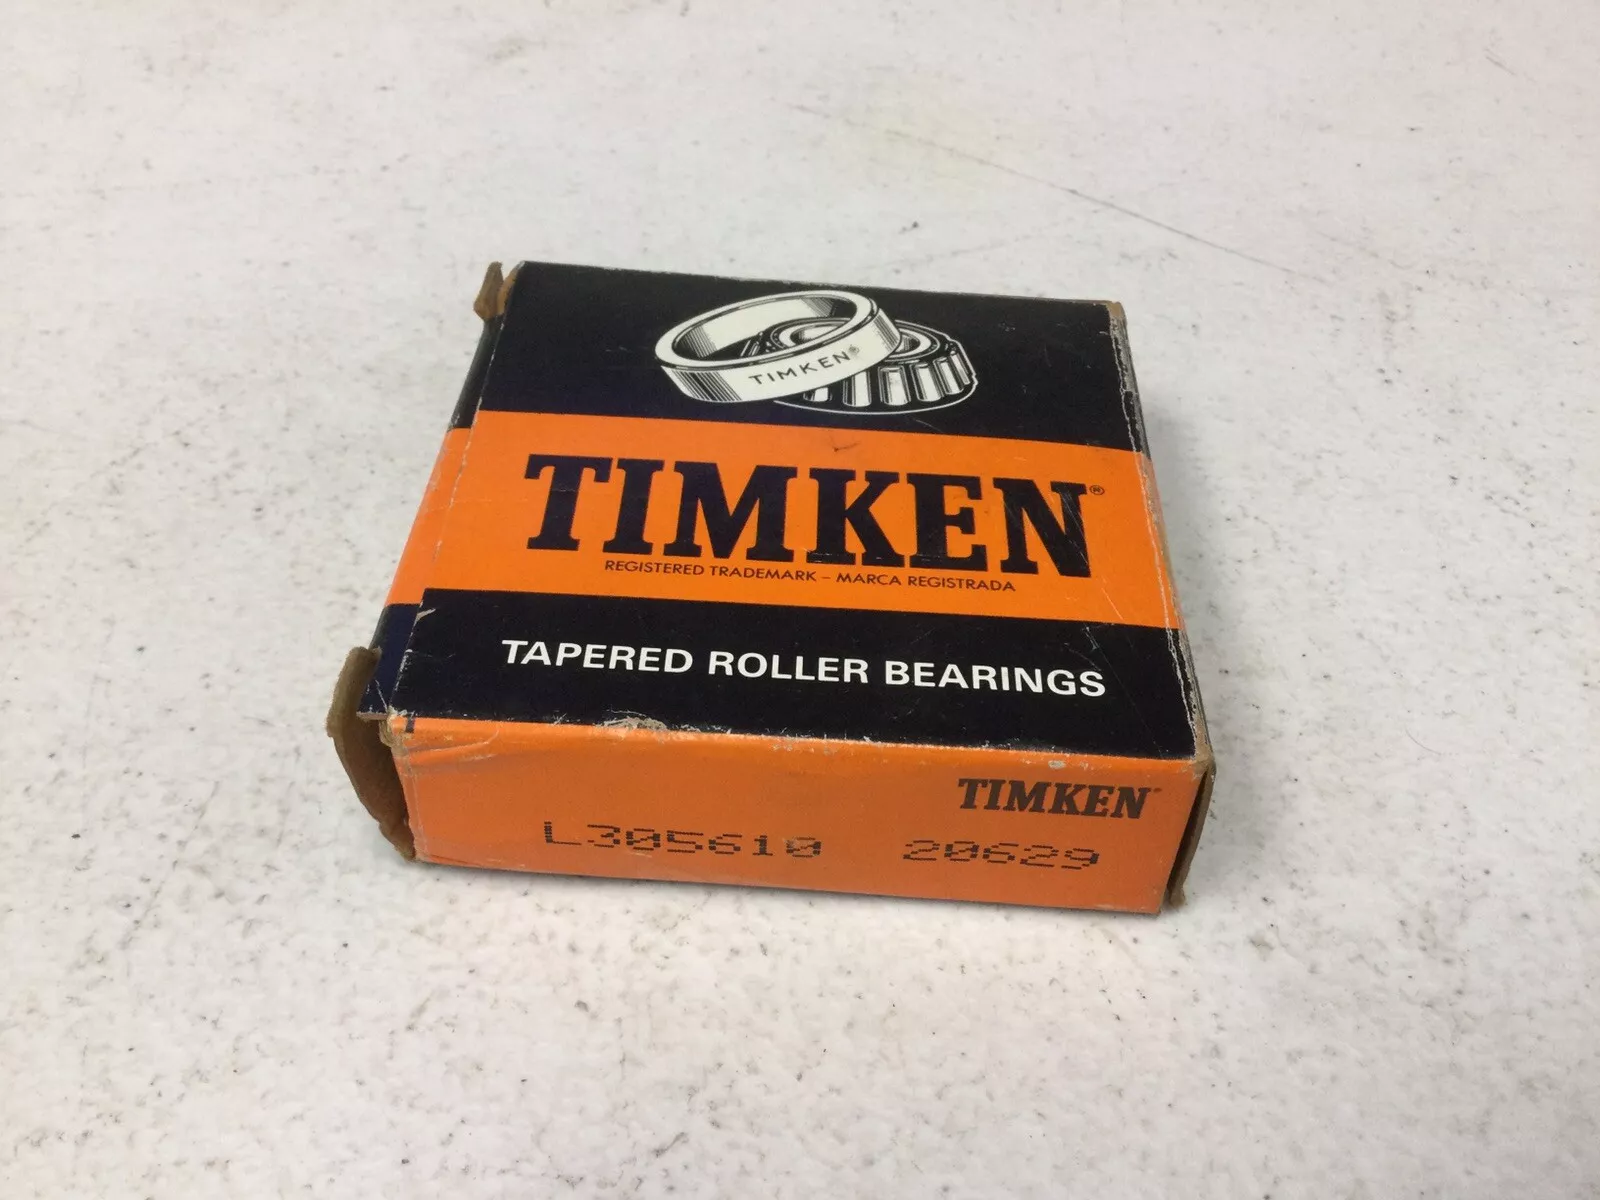 TIMKEN®
TIMKEN®
REGISTERED TRADEMARK – MARCA REGISTRADA
TAPERED ROLLER BEARINGS
TIMKEN®
L305610 20629